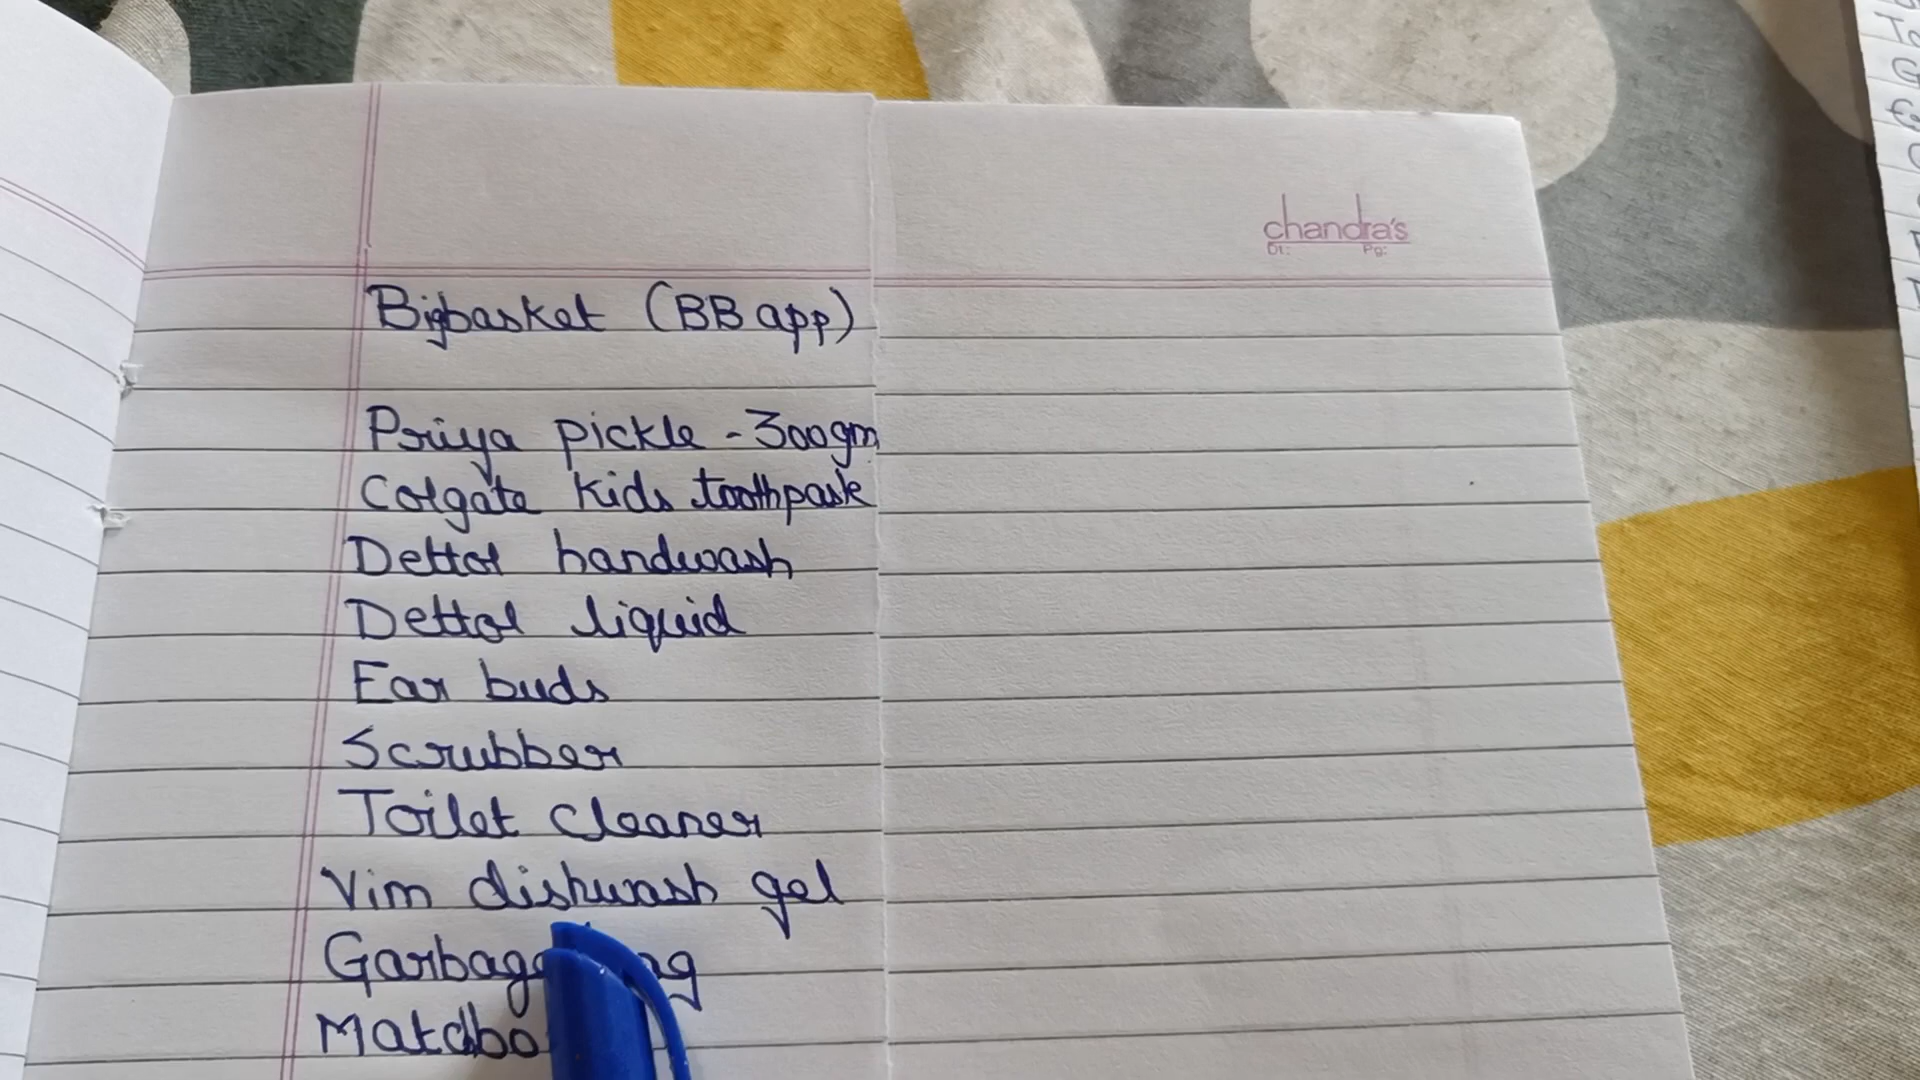 chandra's
Dt: Pg:
Bigbasket (BB app)
Priya pickle - 300gm
Colgate kids toothpaste
Dettol handwash
Dettol liquid
Ear buds
Scrubber
Toilet cleaner
Vim dishwash gel